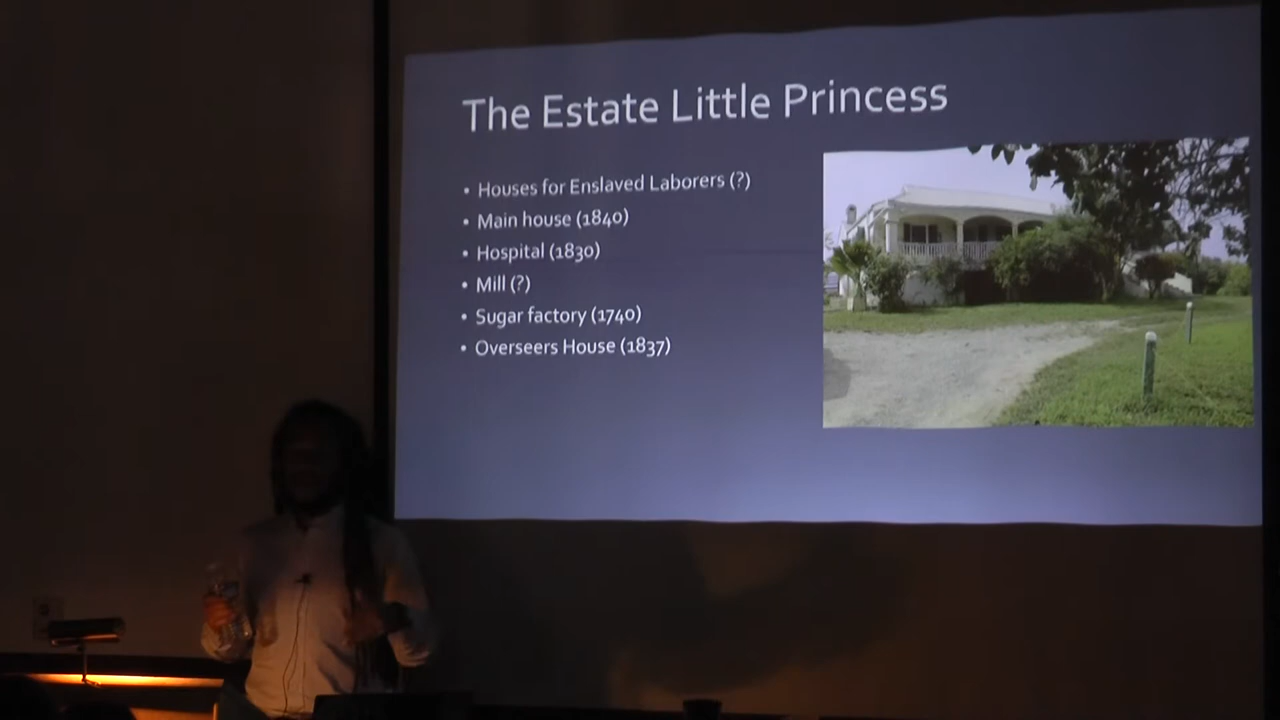 The Estate Little Princess
• Houses for Enslaved Laborers (?)
• Main house (1840)
• Hospital (1830)
• Mill (?)
• Sugar factory (1740)
• Overseers House (1837)